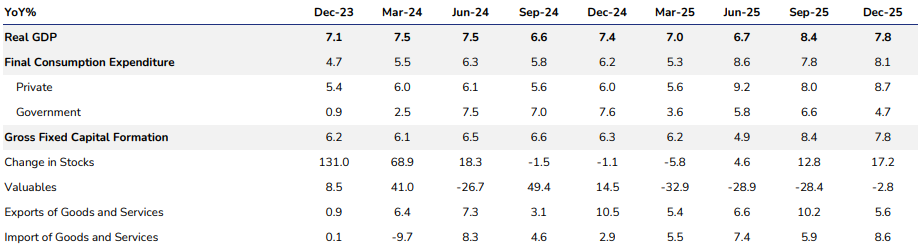 YoY% Dec-23 Mar-24 Jun-24 Sep-24 Dec-24 Mar-25 Jun-25 Sep-25 Dec-25
Real GDP 7.1 7.5 7.5 6.6 7.4 7.0 6.7 8.4 7.8
Final Consumption Expenditure 4.7 5.5 6.3 5.8 6.2 5.3 8.6 7.8 8.1
Private 5.4 6.0 6.1 5.6 6.0 5.6 9.2 8.0 8.7
Government 0.9 2.5 7.5 7.0 7.6 3.6 5.8 6.6 4.7
Gross Fixed Capital Formation 6.2 6.1 6.5 6.6 6.3 6.2 4.9 8.4 7.8
Change in Stocks 131.0 68.9 18.3 -1.5 -1.1 -5.8 4.6 12.8 17.2
Valuables 8.5 41.0 -26.7 49.4 14.5 -32.9 -28.9 -28.4 -2.8
Exports of Goods and Services 0.9 6.4 7.3 3.1 10.5 5.4 6.6 10.2 5.6
Import of Goods and Services 0.1 -9.7 8.3 4.6 2.9 5.5 7.4 5.9 8.6